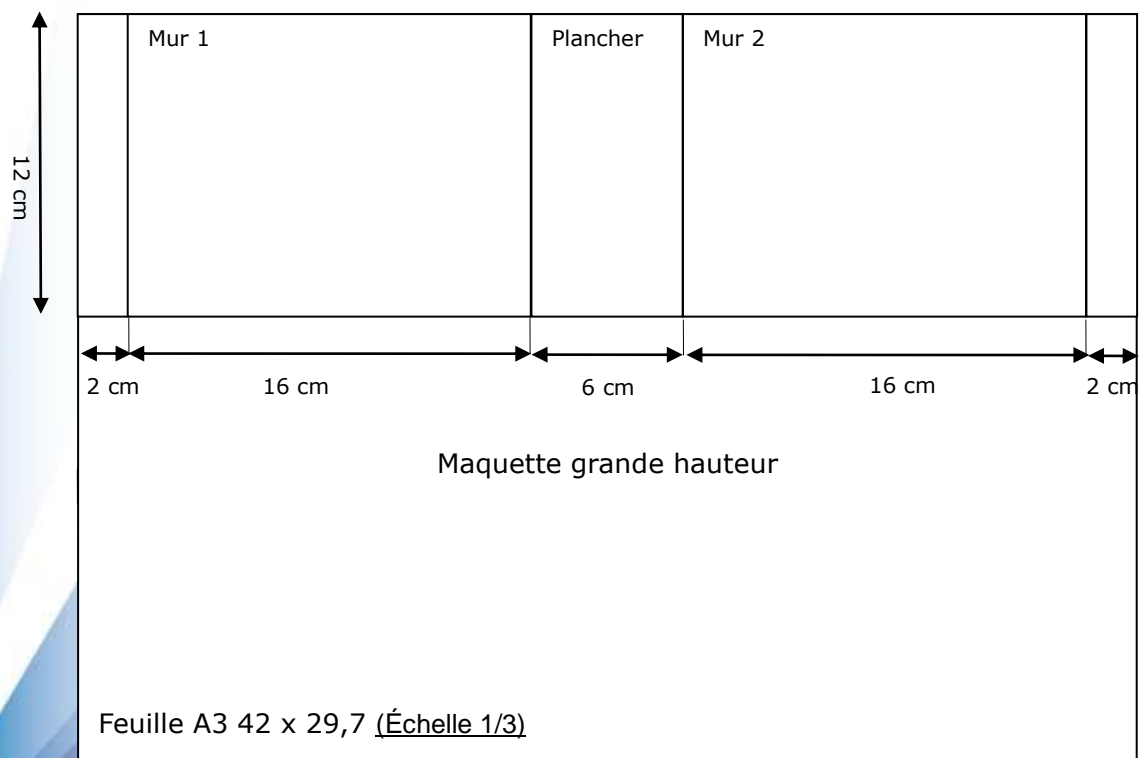 Mur 1
Plancher
Mur 2
12 cm
2 cm
16 cm
6 cm
16 cm
2 cm
Maquette grande hauteur
Feuille A3 42 x 29,7 (Échelle 1/3)